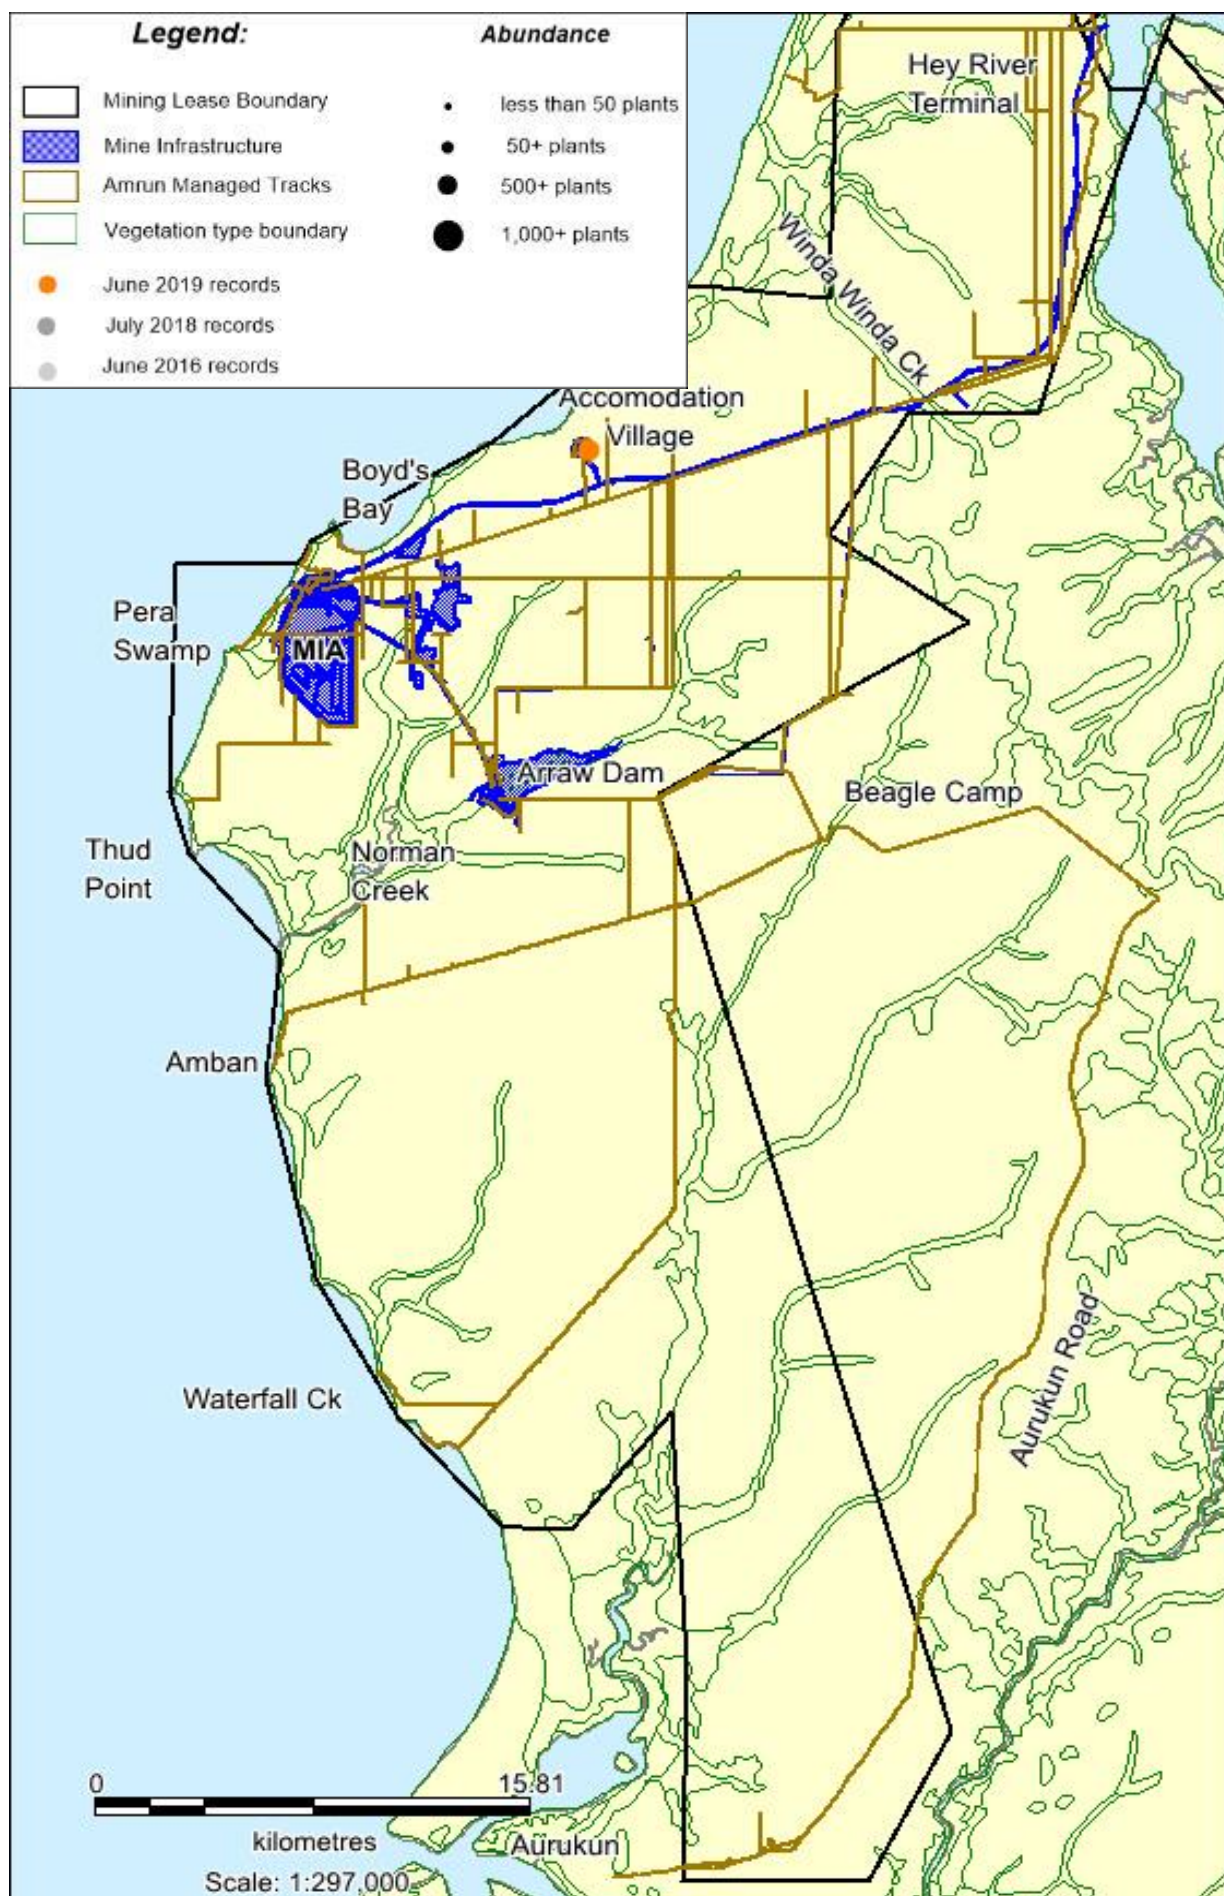 Legend:
Abundance
Mining Lease Boundary
less than 50 plants
Mine Infrastructure
50+ plants
Amrun Managed Tracks
500+ plants
Vegetation type boundary
1,000+ plants
June 2019 records
July 2018 records
June 2016 records
Hey River
Terminal
Winda Winda Ck
Accomodation
Village
Boyd's
Bay
Pera
Swamp
MIA
Arraw Dam
Beagle Camp
Thud
Point
Norman
Creek
Amban
Aurukun Road
Waterfall Ck
0
15.81
kilometres
Scale: 1:297,000
Aurukun